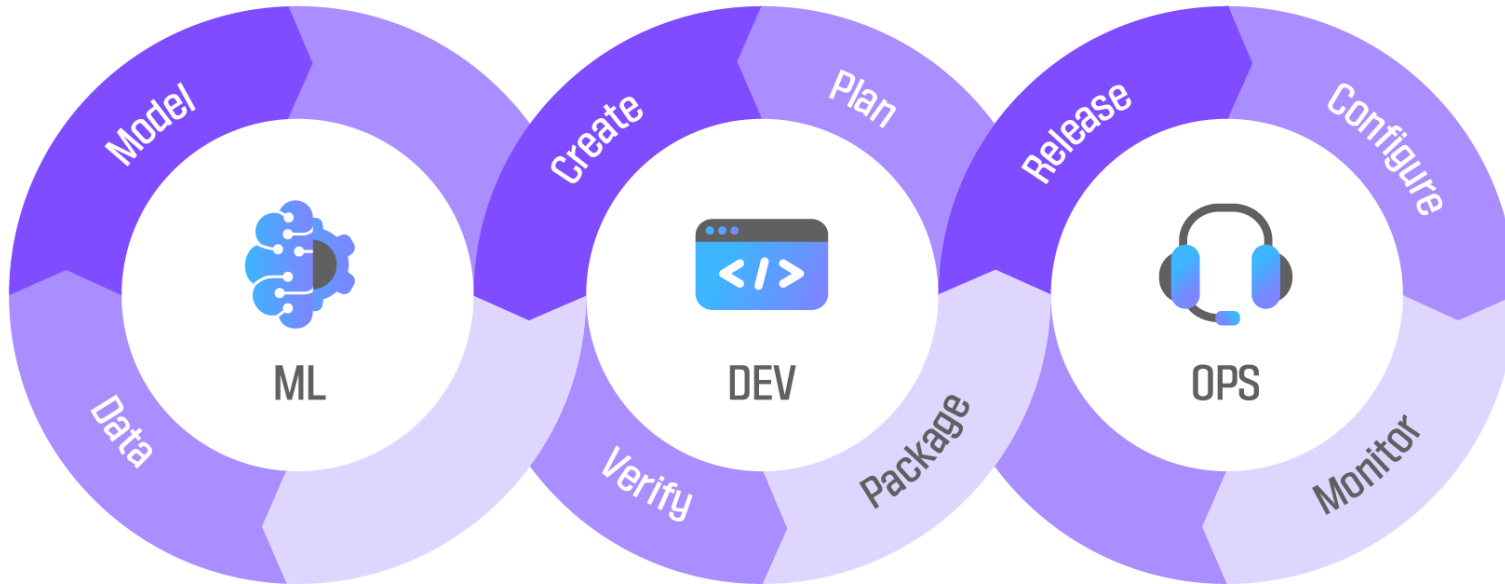 Model
Data
ML
Create
Plan
Verify
Package
DEV
Release
Configure
Monitor
OPS